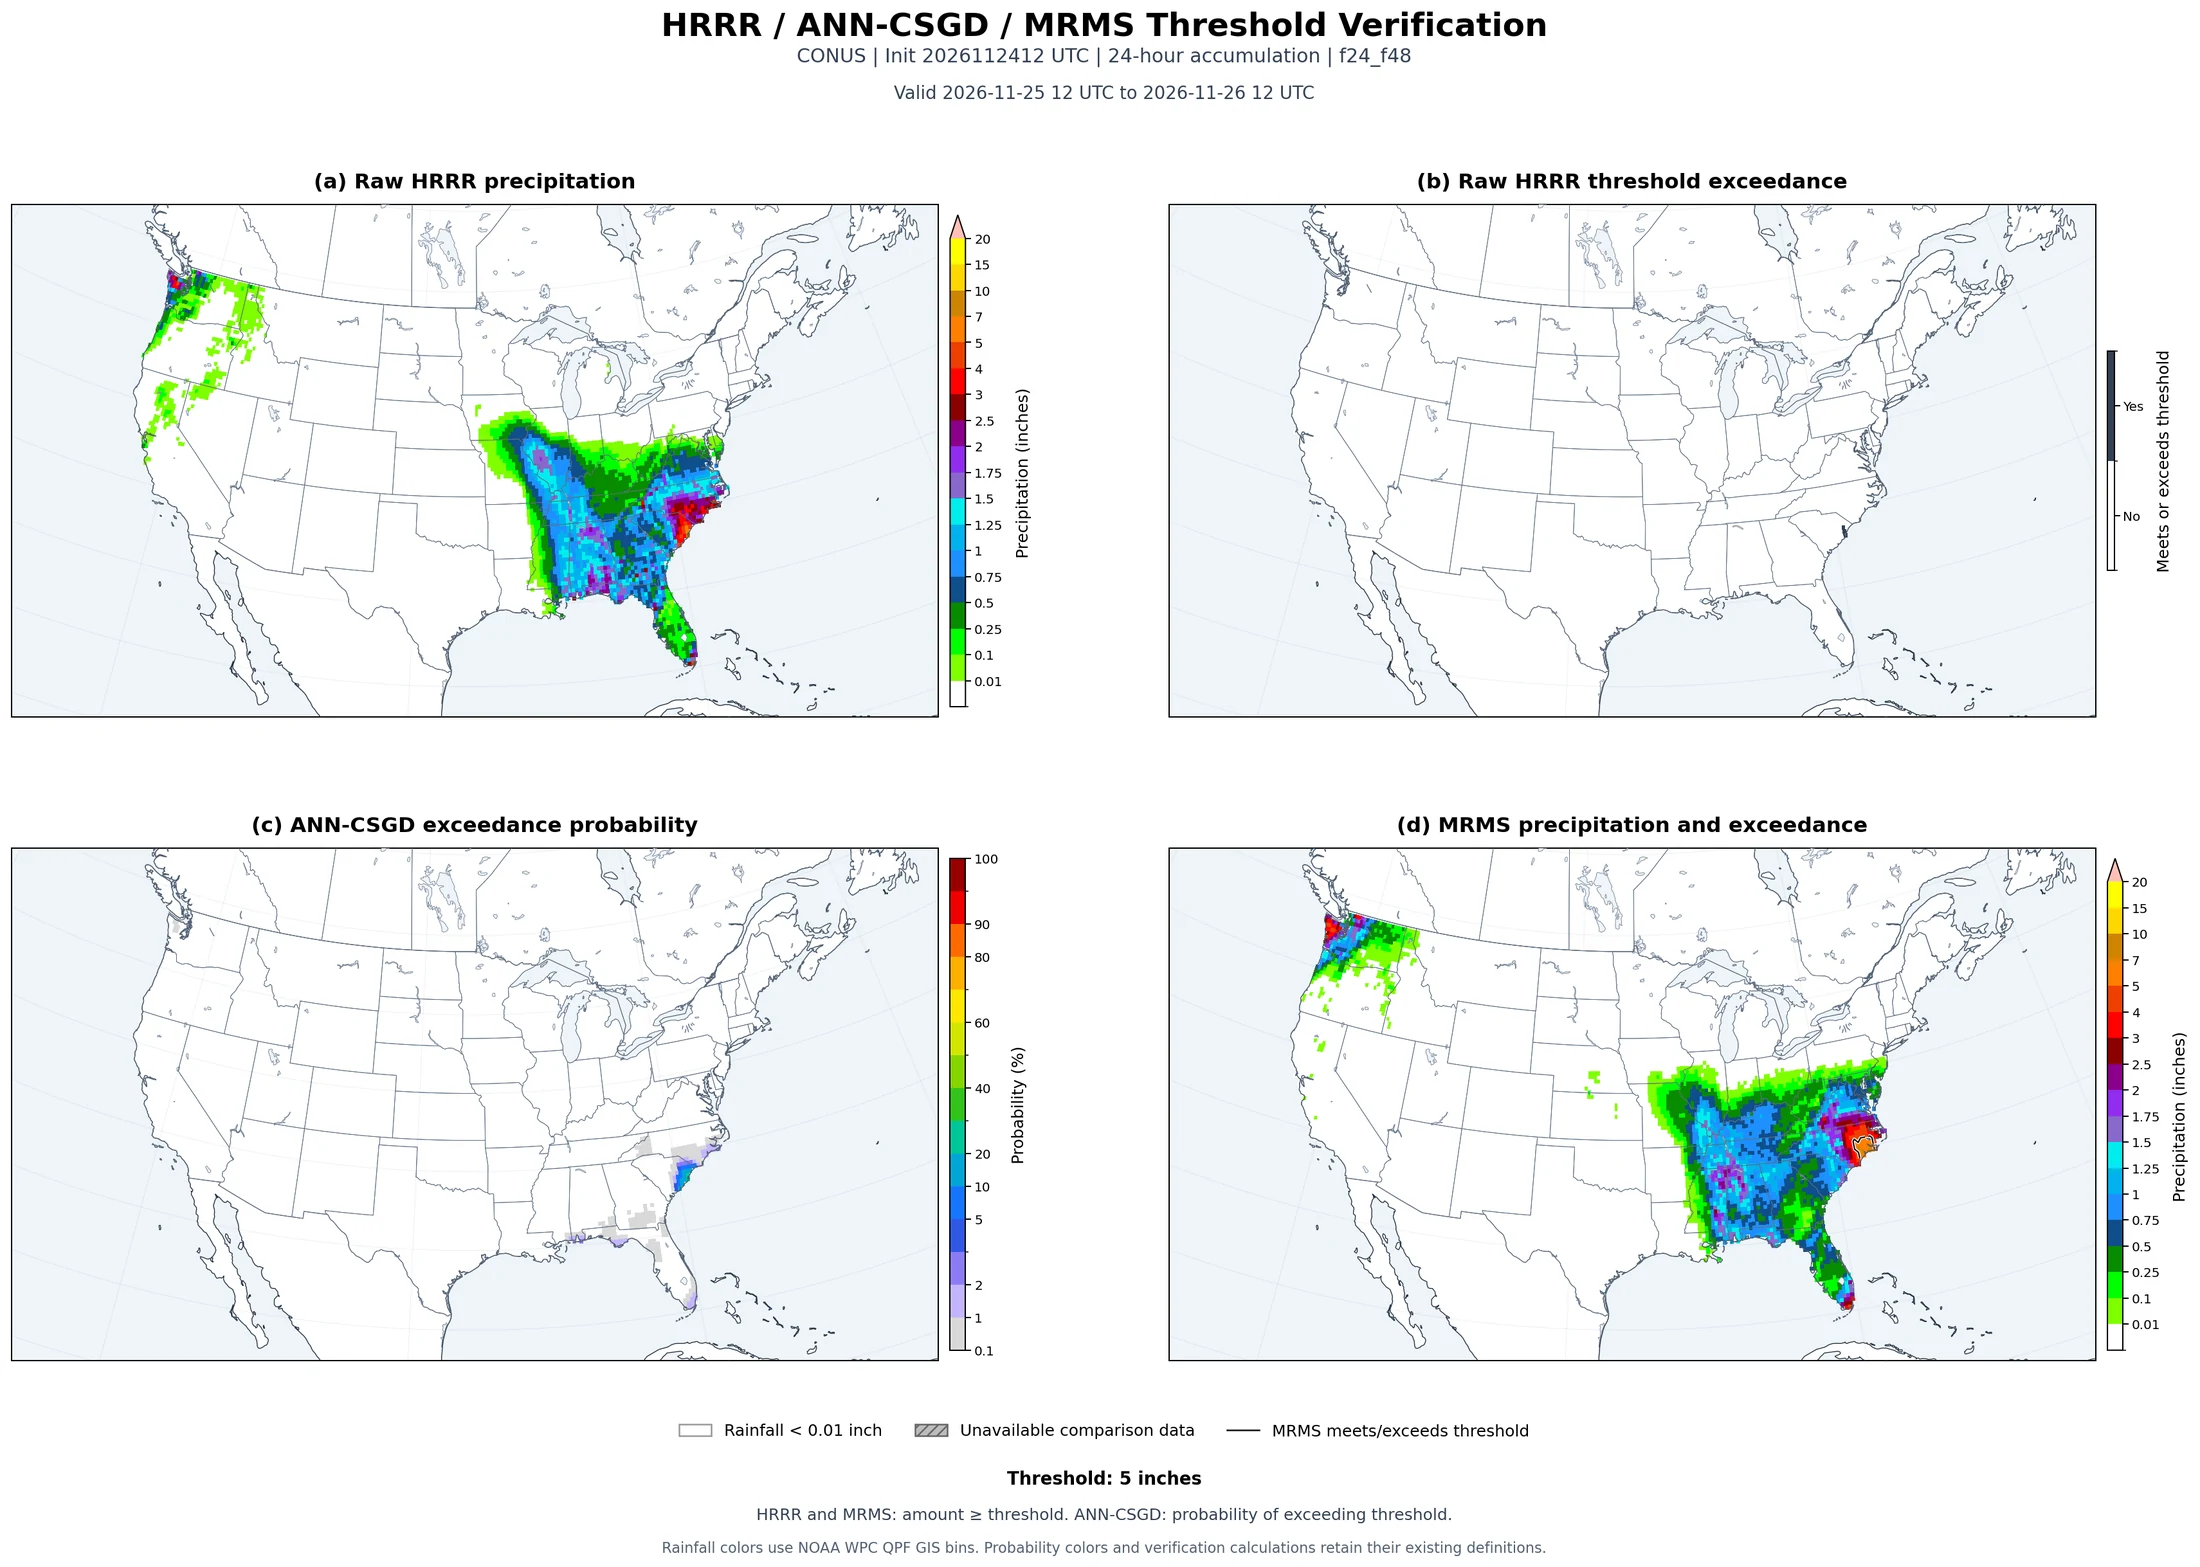 HRRR / ANN-CSGD / MRMS Threshold Verification
CONUS | Init 2026112412 UTC | 24-hour accumulation | f24_f48
Valid 2026-11-25 12 UTC to 2026-11-26 12 UTC
(a) Raw HRRR precipitation
20
15
10
7
5
4
3
2.5
2
1.75
1.5
1.25
1
0.75
0.5
0.25
0.1
0.01
Precipitation (inches)
(b) Raw HRRR threshold exceedance
Yes
No
Meets or exceeds threshold
(c) ANN-CSGD exceedance probability
100
90
80
60
40
20
10
5
2
1
0.1
Probability (%)
(d) MRMS precipitation and exceedance
20
15
10
7
5
4
3
2.5
2
1.75
1.5
1.25
1
0.75
0.5
0.25
0.1
0.01
Precipitation (inches)
Rainfall < 0.01 inch
Unavailable comparison data
MRMS meets/exceeds threshold
Threshold: 5 inches
HRRR and MRMS: amount ≥ threshold. ANN-CSGD: probability of exceeding threshold.
Rainfall colors use NOAA WPC QPF GIS bins. Probability colors and verification calculations retain their existing definitions.